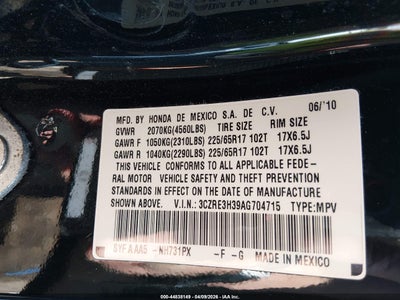 MFD. BY HONDA DE MEXICO S.A. DE C.V. 06/'10
GVWR 2070KG(4560LBS) TIRE SIZE RIM SIZE
GAWR F 1050KG(2310LBS) 225/65R17 102T 17X6.5J
GAWR R 1040KG(2290LBS) 225/65R17 102T 17X6.5J
THIS VEHICLE CONFORMS TO ALL APPLICABLE FEDE-
RAL MOTOR VEHICLE SAFETY AND THEFT PREVENTION
STANDARDS IN EFFECT ON THE DATE OF MANUFACTURE
SHOWN ABOVE. V.I.N: 3CZRE3H39AG704715 TYPE:MPV
SYFAAA5 - NH731PX -F -G MADE IN MEXICO
000-44838149 - 04/09/2026 - IAA, Inc.